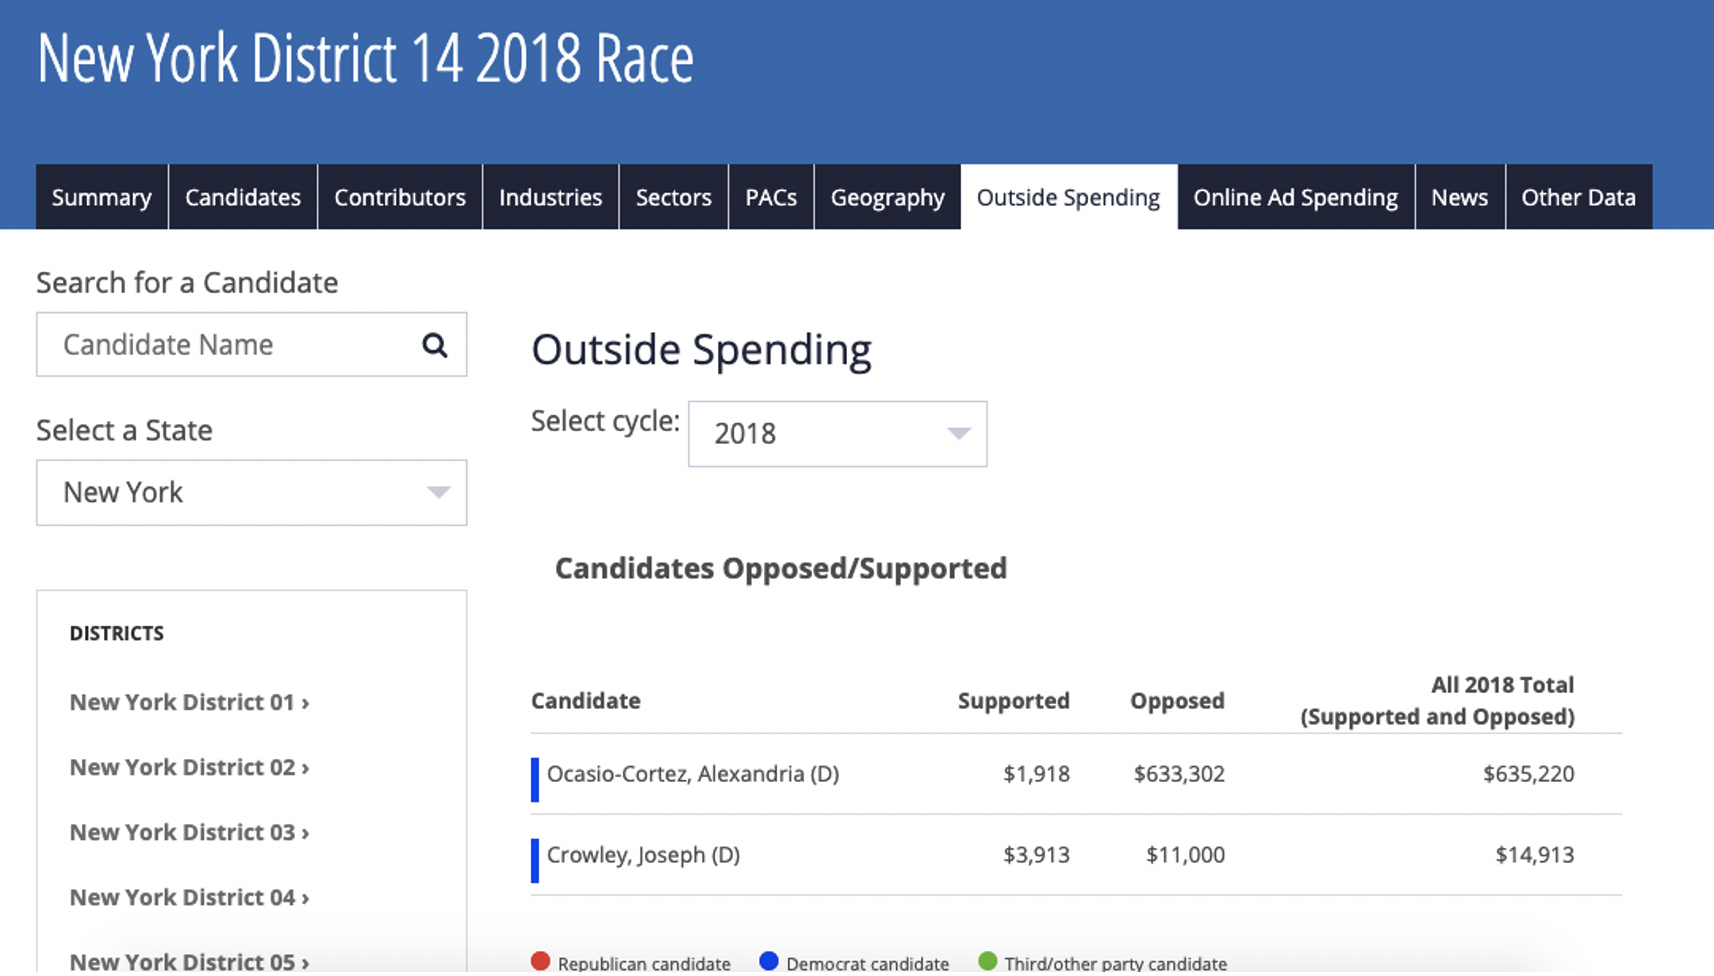 New York District 14 2018 Race
Summary Candidates Contributors Industries Sectors PACs Geography Outside Spending Online Ad Spending News Other Data
Search for a Candidate
Candidate Name
Select a State
New York
DISTRICTS
New York District 01 ›
New York District 02 ›
New York District 03 ›
New York District 04 ›
New York District 05 ›
Outside Spending
Select cycle: 2018
Candidates Opposed/Supported
Candidate Supported Opposed All 2018 Total
(Supported and Opposed)
Ocasio-Cortez, Alexandria (D) $1,918 $633,302 $635,220
Crowley, Joseph (D) $3,913 $11,000 $14,913
Republican candidate Democrat candidate Third/other party candidate